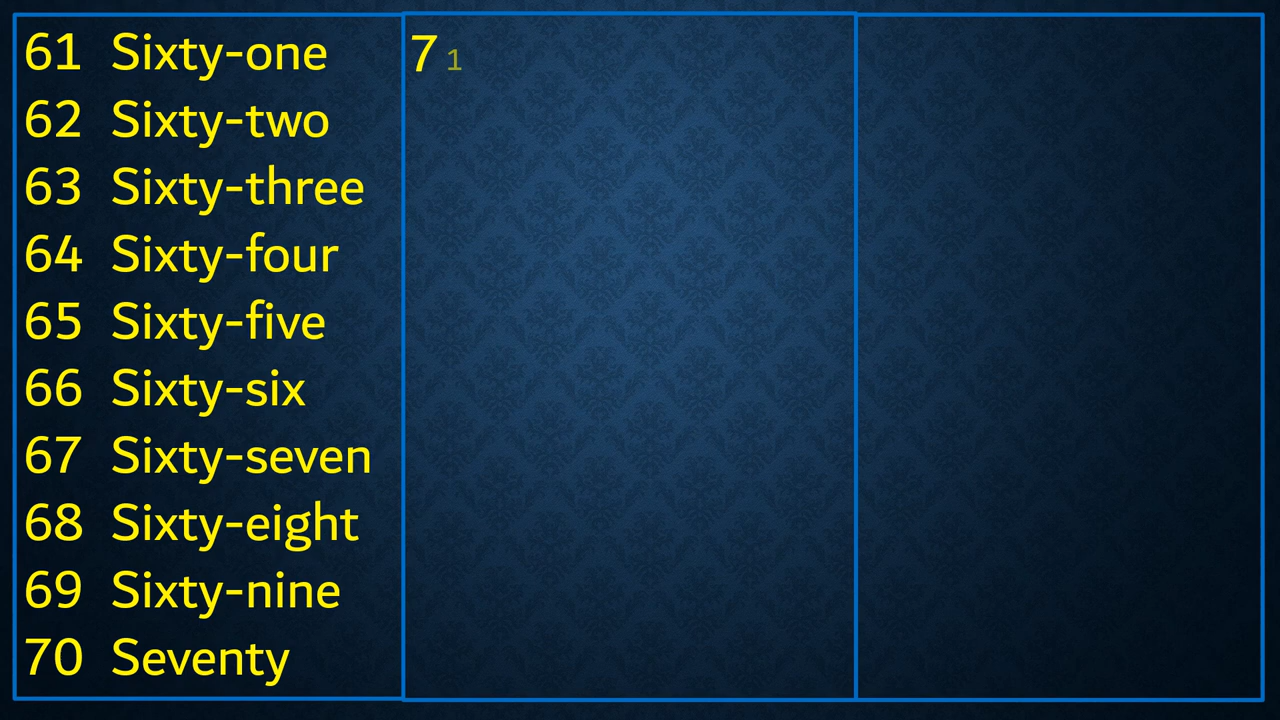 61 Sixty-one
62 Sixty-two
63 Sixty-three
64 Sixty-four
65 Sixty-five
66 Sixty-six
67 Sixty-seven
68 Sixty-eight
69 Sixty-nine
70 Seventy
71